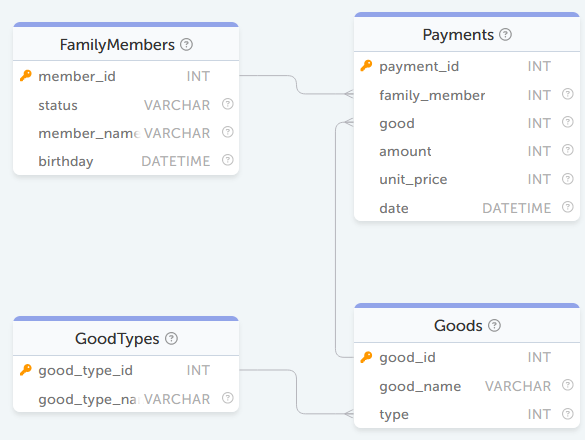 FamilyMembers ?
member_id INT
status VARCHAR ?
member_name VARCHAR ?
birthday DATETIME ?
Payments ?
payment_id INT
family_member INT ?
good INT ?
amount INT ?
unit_price INT ?
date DATETIME ?
GoodTypes ?
good_type_id INT
good_type_na VARCHAR ?
Goods ?
good_id INT
good_name VARCHAR ?
type INT ?